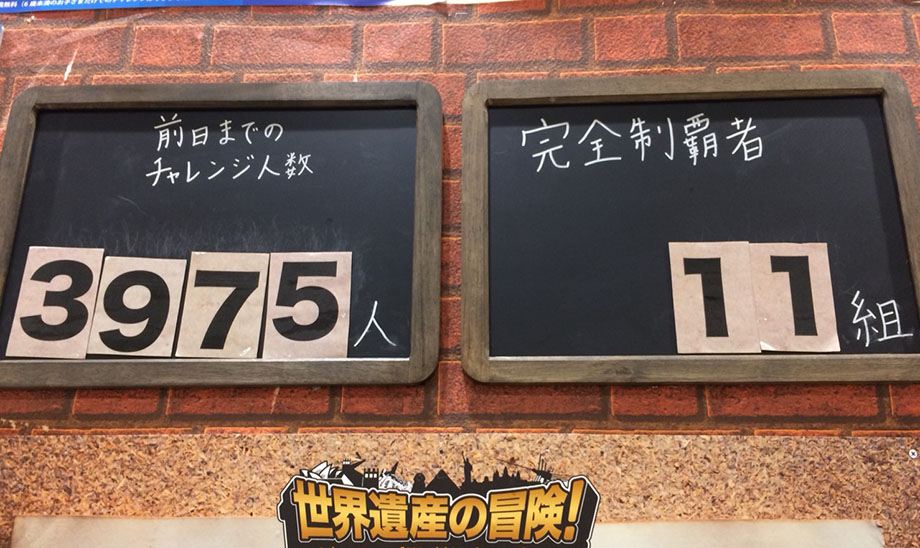 前日までの
チャレンジ人数
3975人
完全制覇者
11組
世界遺産の冒険!